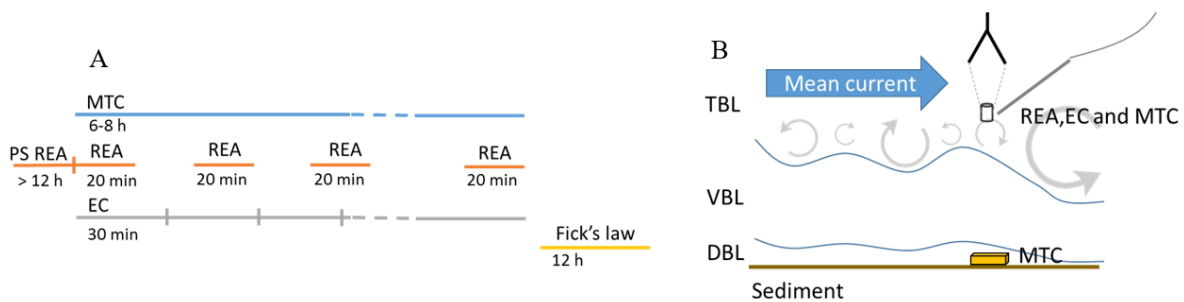 A
MTC
6-8 h
PS REA
REA
REA
REA
REA
> 12 h
20 min
20 min
20 min
20 min
EC
30 min
Fick's law
12 h
B
Mean current
TBL
REA,EC and MTC
VBL
DBL
MTC
Sediment